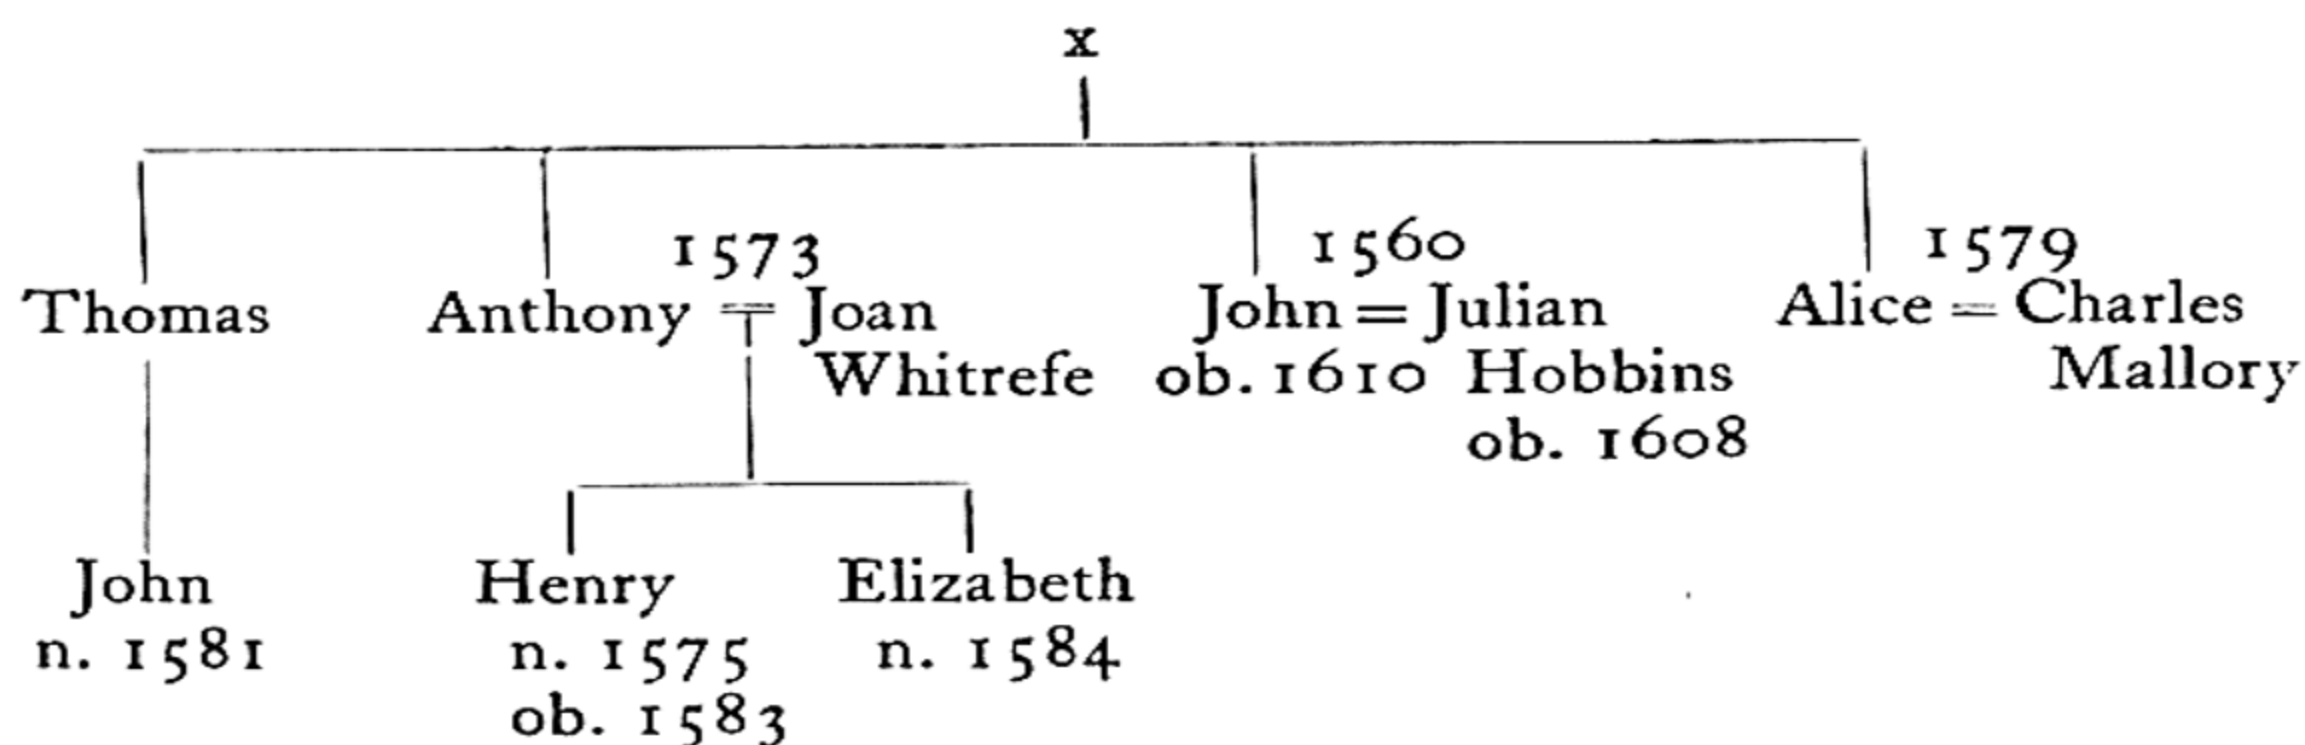 x
1573 1560 1579
Thomas Anthony = Joan John = Julian Alice = Charles
Whitrefe ob. 1610 Hobbins Mallory
ob. 1608
John Henry Elizabeth
n. 1581 n. 1575 n. 1584
ob. 1583